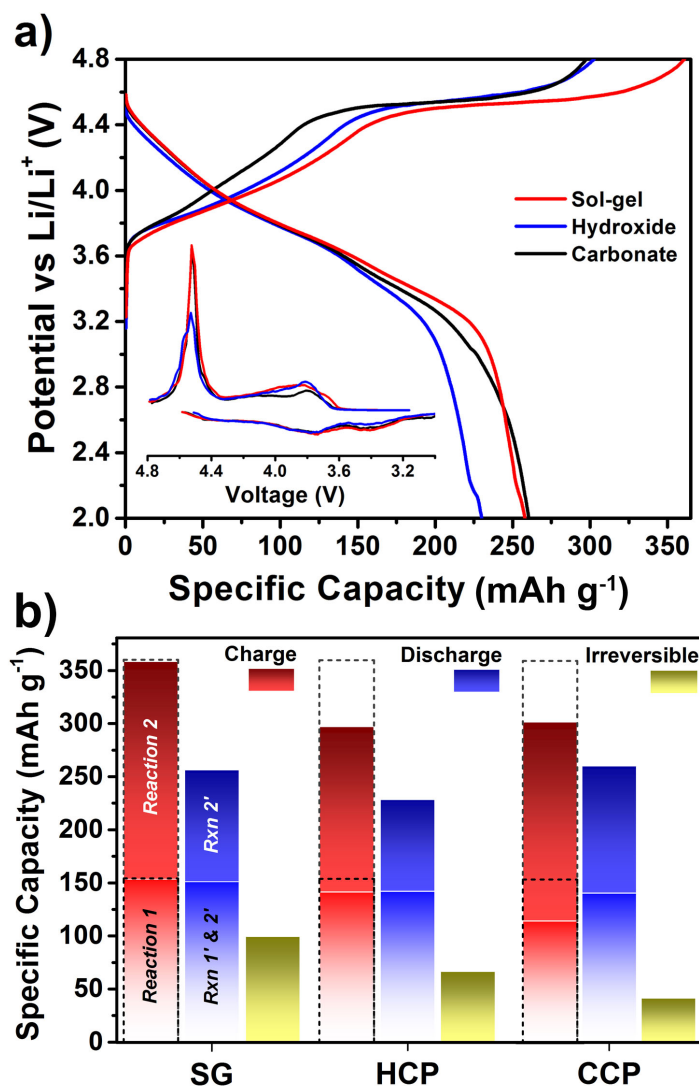 a)
4.8
4.4
4.0
3.6
3.2
2.8
2.4
2.0
Potential vs Li/Li⁺ (V)
Sol-gel
Hydroxide
Carbonate
4.8 4.4 4.0 3.6 3.2
Voltage (V)
0 50 100 150 200 250 300 350
Specific Capacity (mAh g⁻¹)
b)
Charge Discharge Irreversible
350
300
250
200
150
100
50
0
Specific Capacity (mAh g⁻¹)
Reaction 2
Rxn 2'
Reaction 1
Rxn 1' & 2'
SG HCP CCP